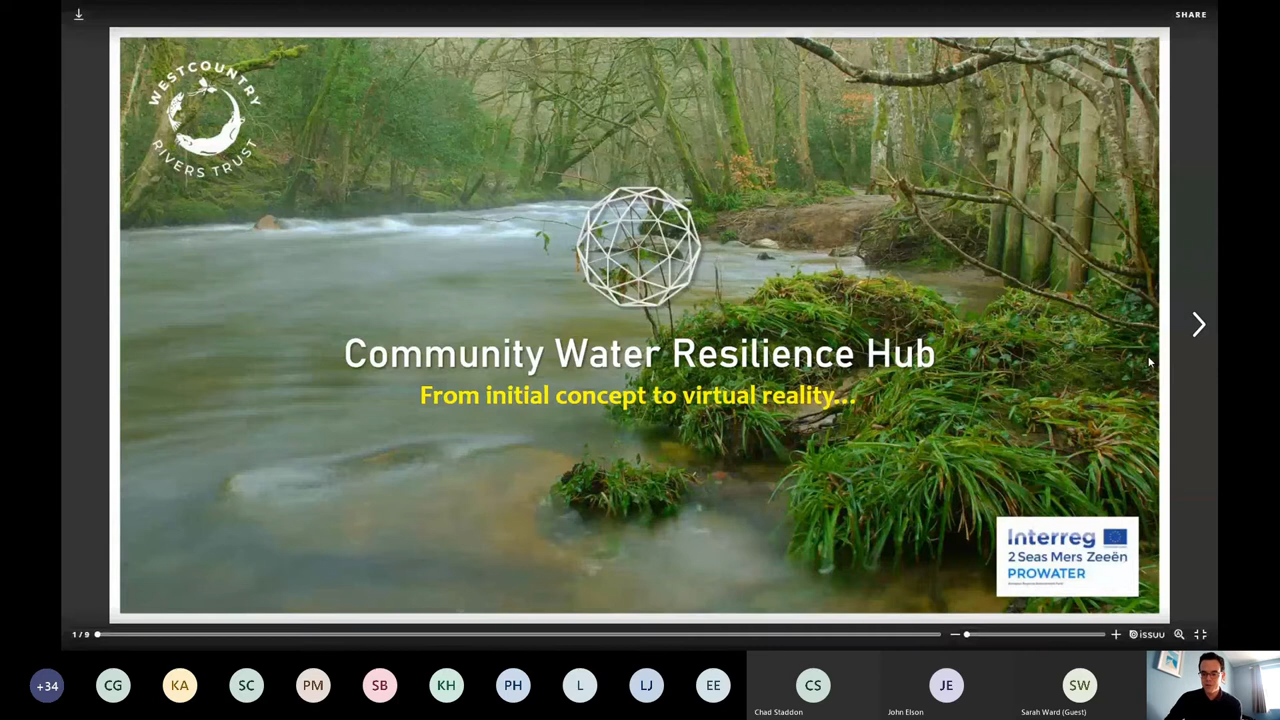 SHARE
WESTCOUNTRY
RIVERS TRUST
Community Water Resilience Hub
From initial concept to virtual reality...
Interreg
2 Seas Mers Zeeën
PROWATER
1 / 9
issuu
+34
CG
KA
SC
PM
SB
KH
PH
L
LJ
EE
CS
JE
SW
Chad Staddon
John Elson
Sarah Ward (Guest)